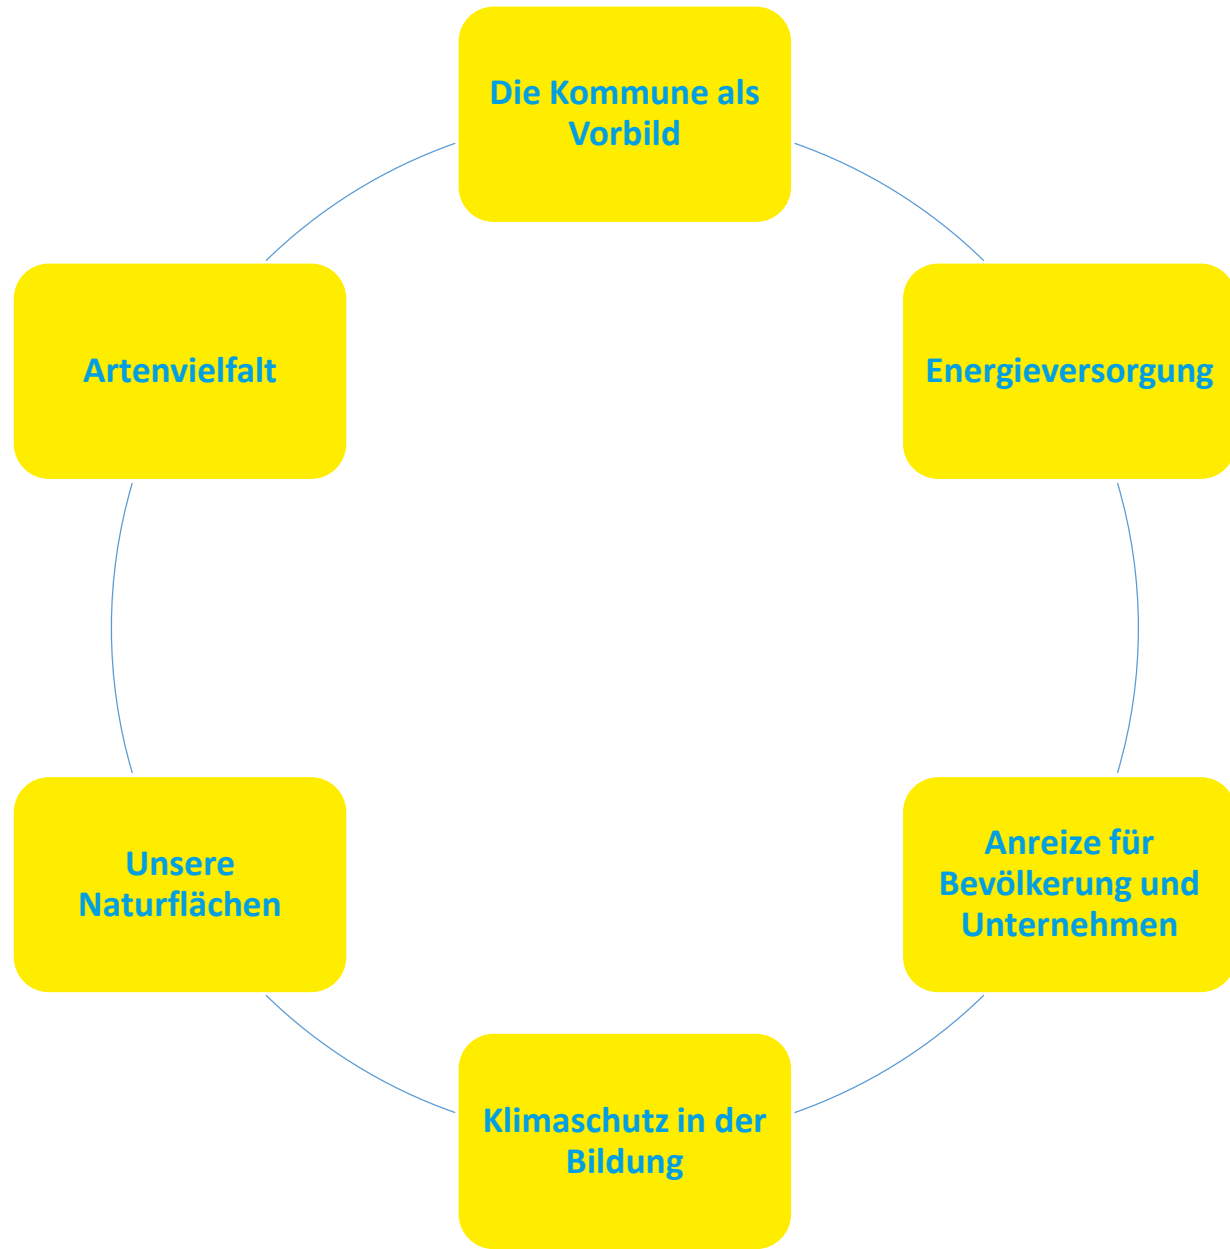 Die Kommune als
Vorbild
Energieversorgung
Anreize für
Bevölkerung und
Unternehmen
Klimaschutz in der
Bildung
Unsere
Naturflächen
Artenvielfalt